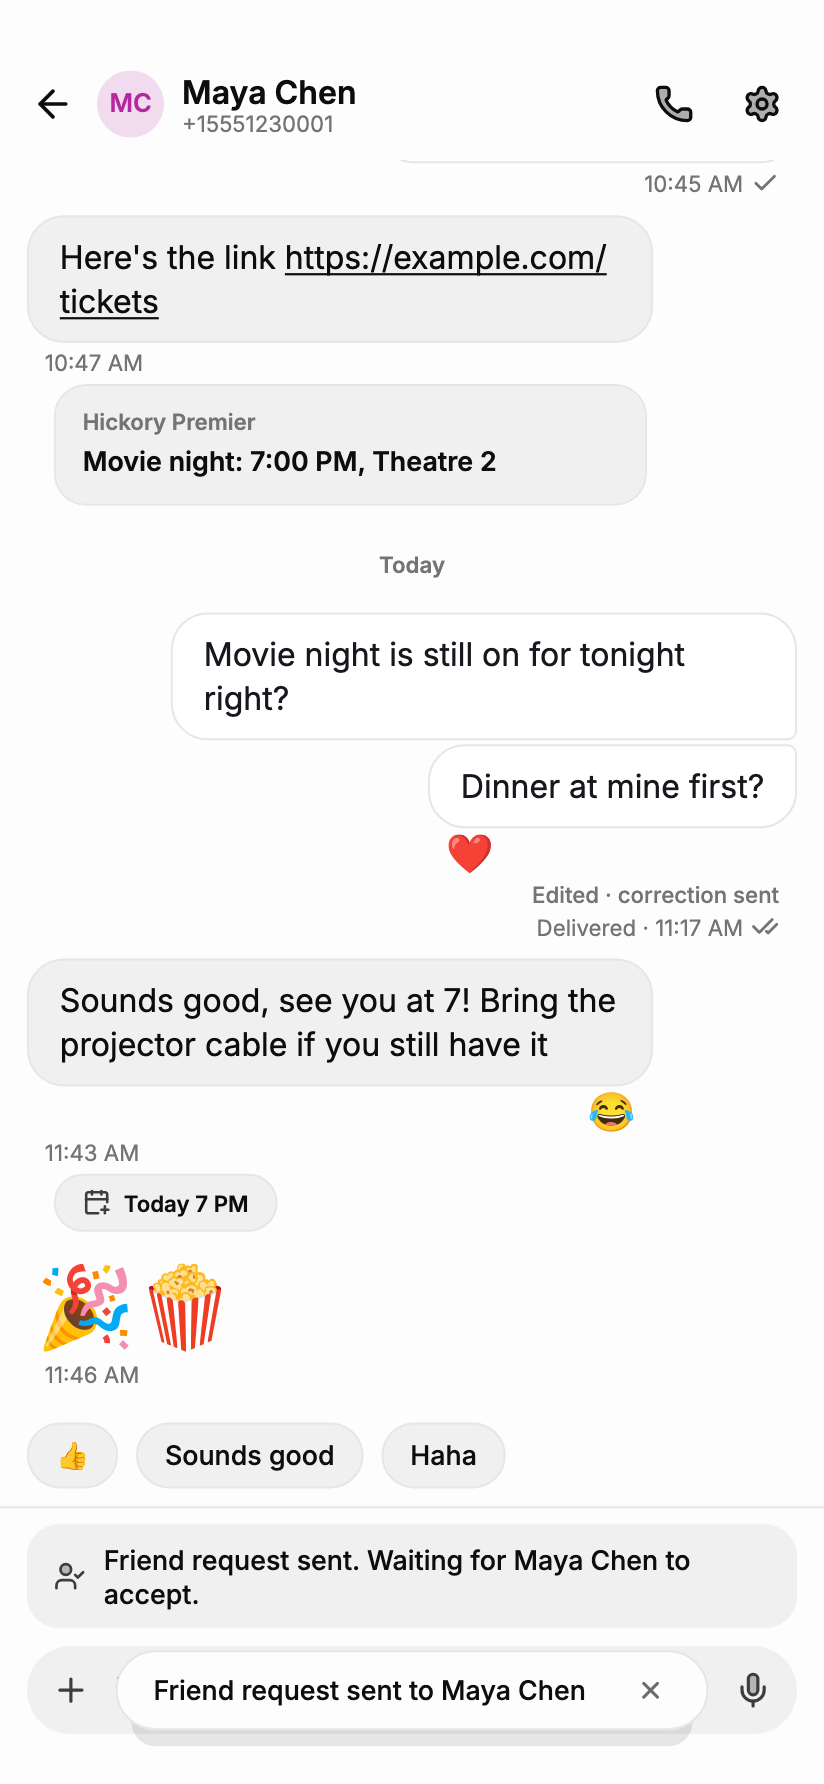 MC
Maya Chen
+15551230001
10:45 AM
Here's the link https://example.com/
tickets
10:47 AM
Hickory Premier
Movie night: 7:00 PM, Theatre 2
Today
Movie night is still on for tonight
right?
Dinner at mine first?
Edited · correction sent
Delivered · 11:17 AM
Sounds good, see you at 7! Bring the
projector cable if you still have it
11:43 AM
Today 7 PM
11:46 AM
Sounds good
Haha
Friend request sent. Waiting for Maya Chen to
accept.
Friend request sent to Maya Chen